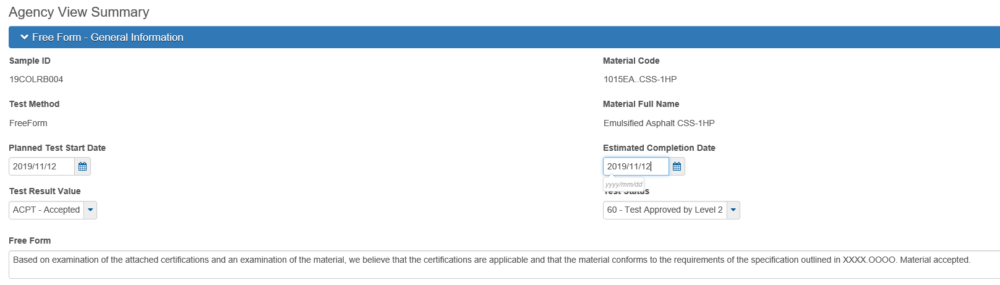 Agency View Summary
Free Form - General Information
Sample ID
19COLRB004
Material Code
1015EA..CSS-1HP
Test Method
FreeForm
Material Full Name
Emulsified Asphalt CSS-1HP
Planned Test Start Date
2019/11/12
Estimated Completion Date
2019/11/12
yyyy/mm/dd
Test Result Value
ACPT - Accepted
Test Status
60 - Test Approved by Level 2
Free Form
Based on examination of the attached certifications and an examination of the material, we believe that the certifications are applicable and that the material conforms to the requirements of the specification outlined in XXXX.OOOO. Material accepted.